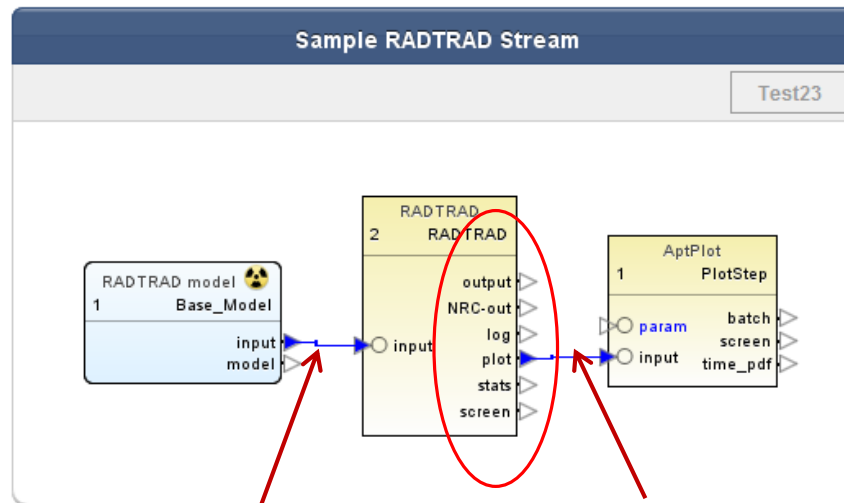 Sample RADTRAD Stream
Test23
RADTRAD model
1 Base_Model
input
model
RADTRAD
2 RADTRAD
input
output
NRC-out
log
plot
stats
screen
AptPlot
1 PlotStep
param
input
batch
screen
time_pdf